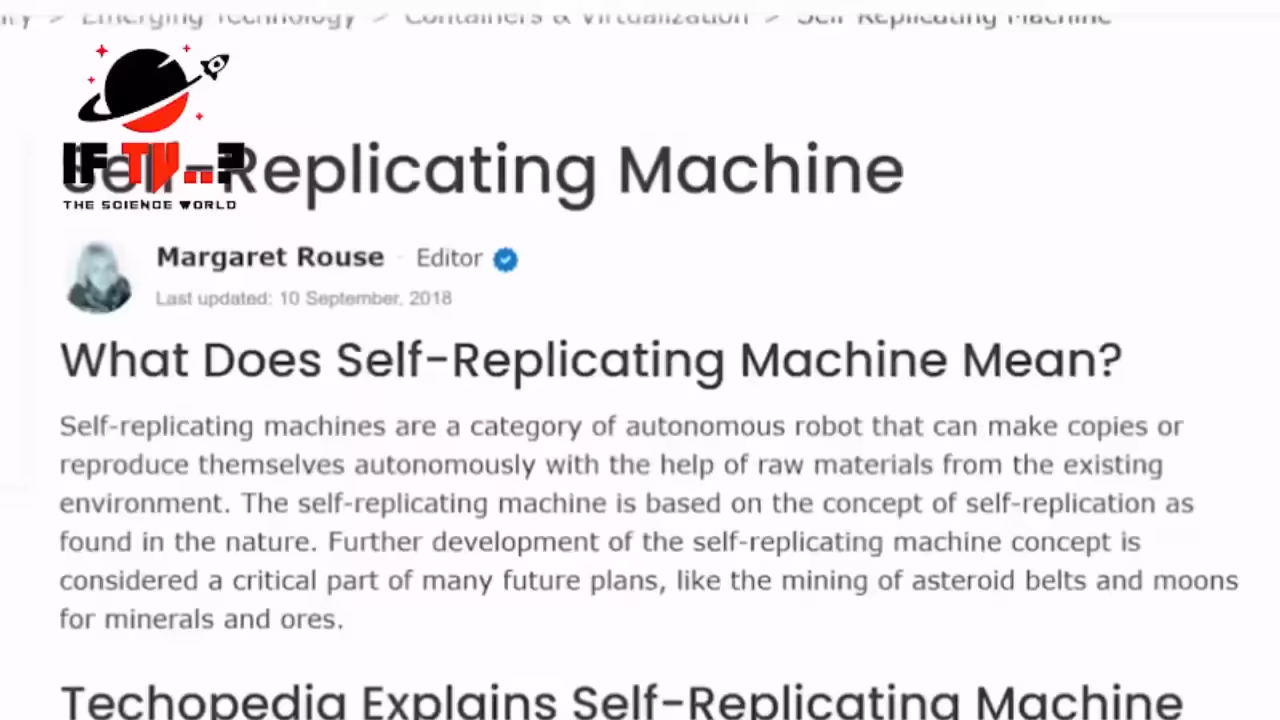 Emerging Technology > Containers & Virtualization > Self-Replicating Machine
IF TV..?
THE SCIENCE WORLD
Self-Replicating Machine
Margaret Rouse - Editor
Last updated: 10 September, 2018
What Does Self-Replicating Machine Mean?
Self-replicating machines are a category of autonomous robot that can make copies or
reproduce themselves autonomously with the help of raw materials from the existing
environment. The self-replicating machine is based on the concept of self-replication as
found in the nature. Further development of the self-replicating machine concept is
considered a critical part of many future plans, like the mining of asteroid belts and moons
for minerals and ores.
Techopedia Explains Self-Replicating Machine